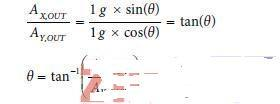 A_X,OUT / A_Y,OUT = 1 g × sin(θ) / 1 g × cos(θ) = tan(θ)
θ = tan⁻¹(